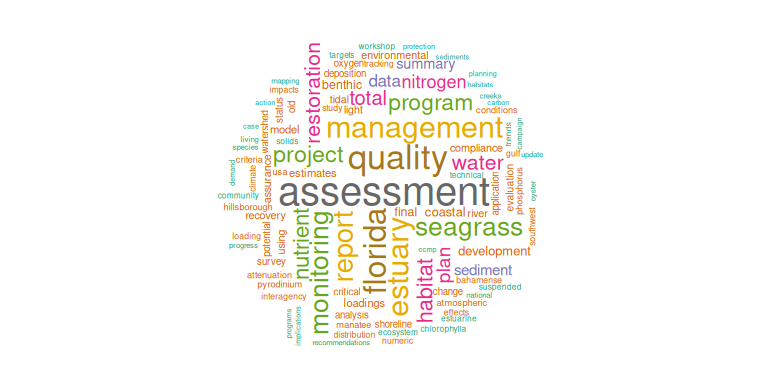 workshop
protection
targets
environmental
sediments
oxygen
tracking
summary
deposition
planning
mapping
benthic
data
nitrogen
habitats
impacts
restoration
total
program
creeks
carbon
action
status
old
tidal
study
light
conditions
management
case
watershed
model
solids
trends
campaign
living
species
project
quality
compliance
gulf
update
criteria
water
demand
climate
assurance
usa
estimates
technical
evaluation
phosphorus
oyster
community
assessment
application
hillsborough
recovery
final
coastal
river
southwest
nutrient
monitoring
report
florida
estuary
seagrass
loading
progress
potential
using
ccmp
plan
development
survey
habitat
sediment
attenuation
pyrodinium
bahamense
suspended
interagency
critical
change
national
loadings
atmospheric
effects
programs
implications
analysis
manatee
shoreline
estuarine
distribution
ecosystem
chlorophylla
recommendations
numeric